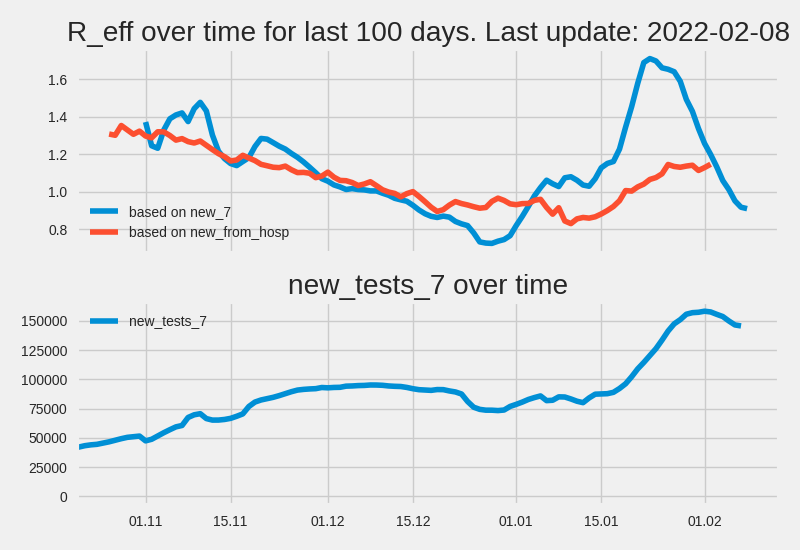 R_eff over time for last 100 days. Last update: 2022-02-08
1.6
1.4
1.2
1.0
0.8
based on new_7
based on new_from_hosp
new_tests_7 over time
150000
125000
100000
75000
50000
25000
0
new_tests_7
01.11 15.11 01.12 15.12 01.01 15.01 01.02